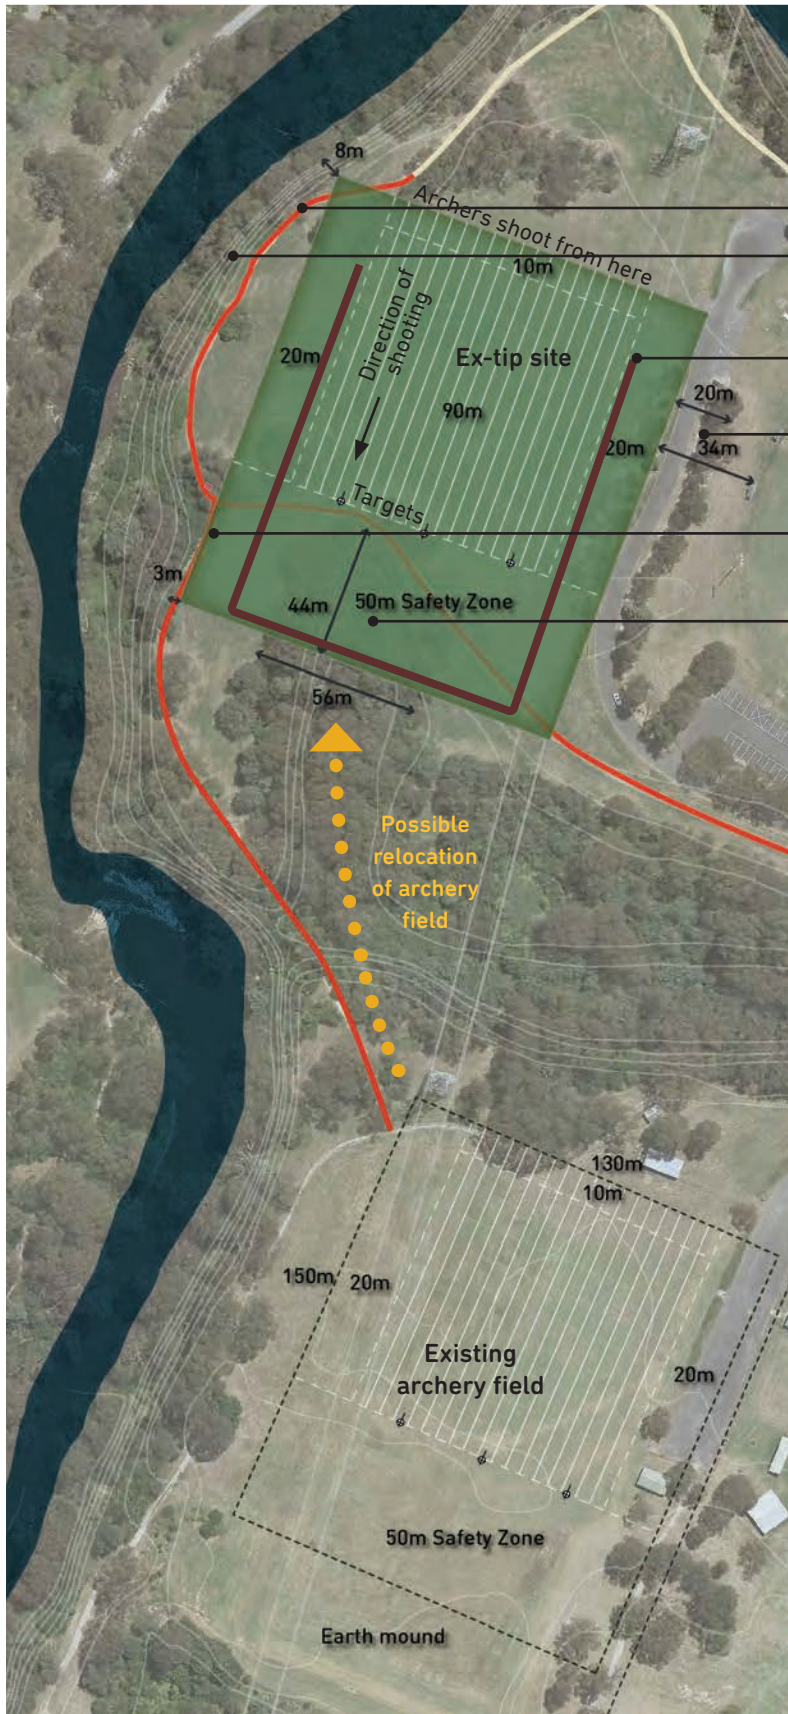 8m
Archers shoot from here
10m
Direction of
shooting
20m
Ex-tip site
90m
20m
20m
34m
Targets
3m
44m
50m Safety Zone
56m
Possible
relocation
of archery
field
130m
10m
150m
20m
Existing
archery field
20m
50m Safety Zone
Earth mound